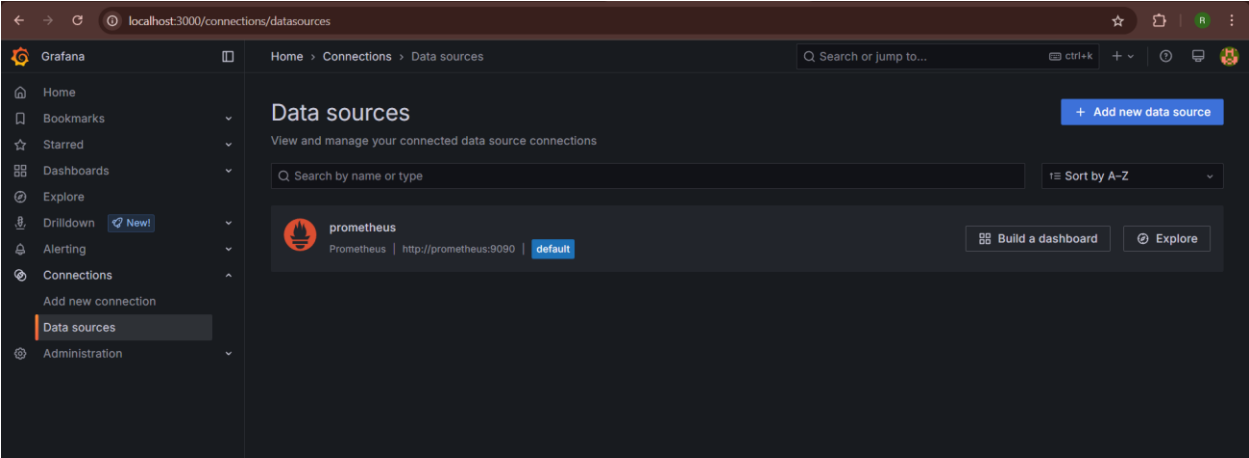 localhost:3000/connections/datasources
R
Grafana
Home > Connections > Data sources
Search or jump to...
ctrl+k
Home
Bookmarks
Starred
Dashboards
Explore
Drilldown New!
Alerting
Connections
Add new connection
Data sources
Administration
Data sources
+ Add new data source
View and manage your connected data source connections
Search by name or type
Sort by A–Z
prometheus
Prometheus | http://prometheus:9090 | default
Build a dashboard
Explore